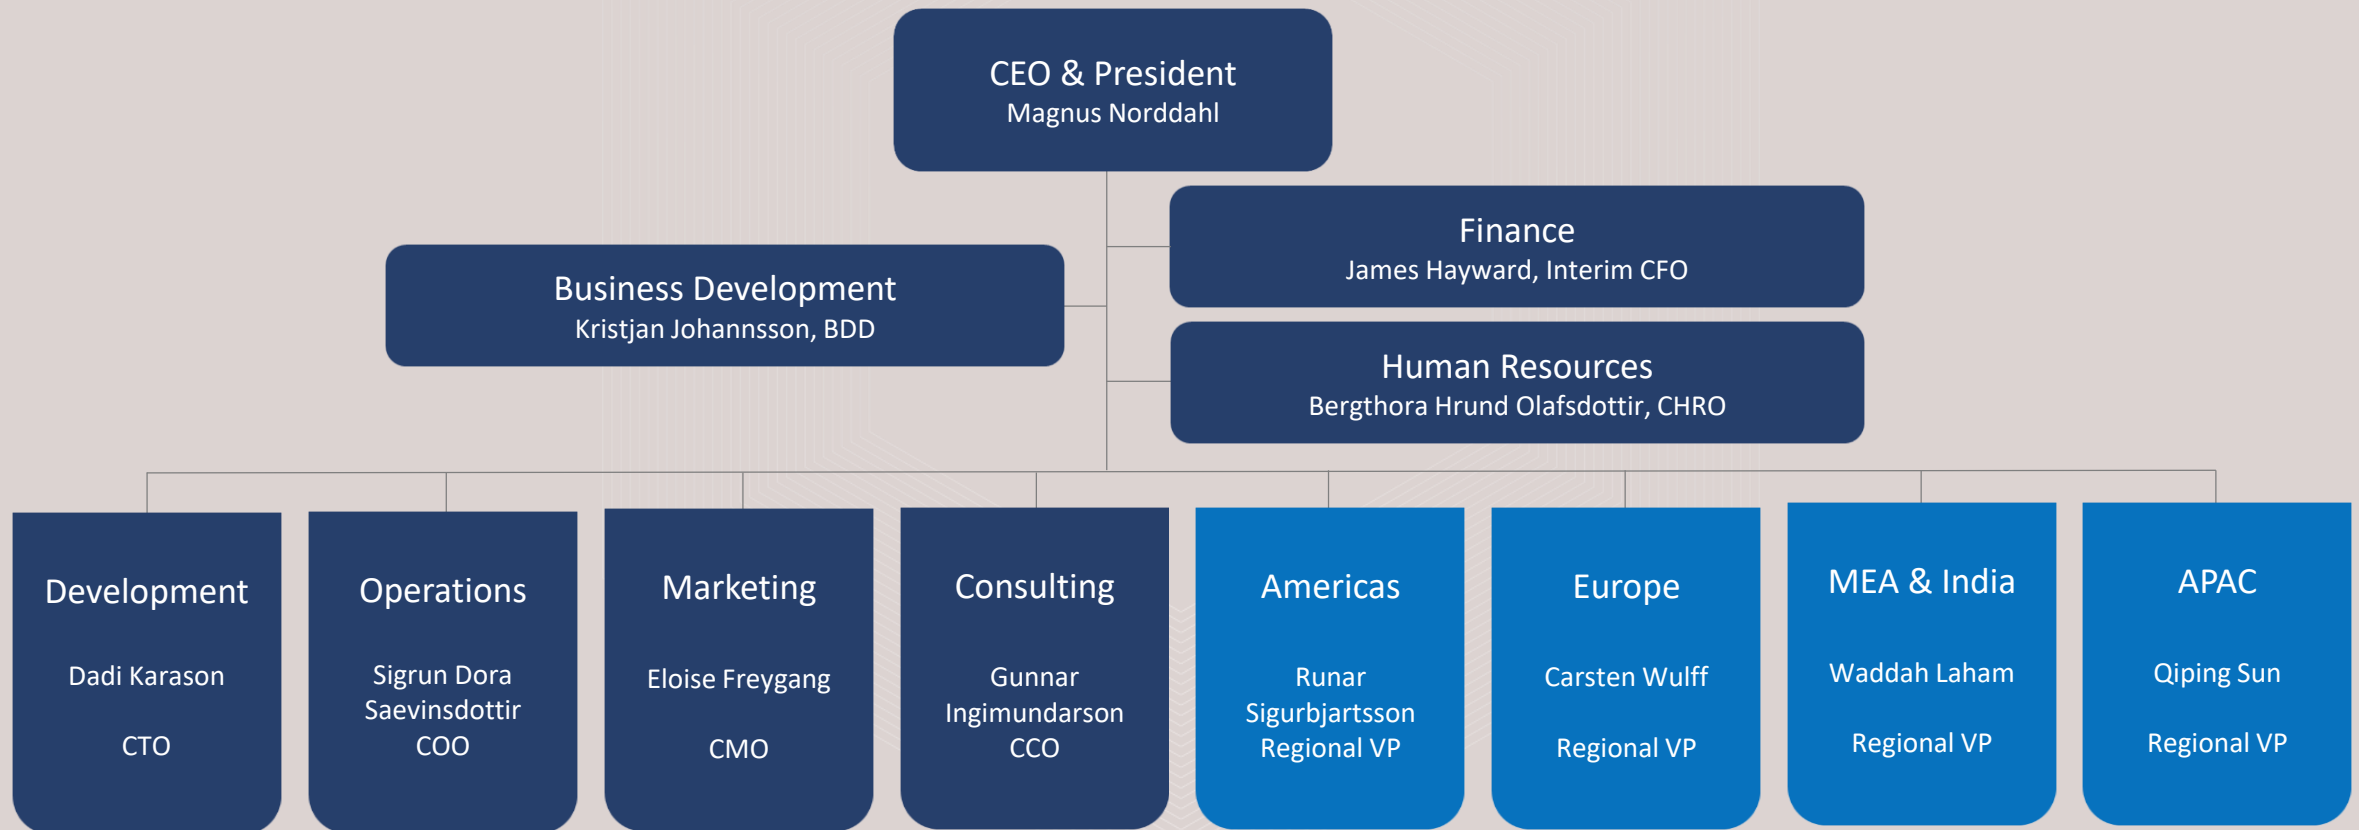 CEO & President
Magnus Norddahl
Finance
James Hayward, Interim CFO
Business Development
Kristjan Johannsson, BDD
Human Resources
Bergthora Hrund Olafsdottir, CHRO
Development
Dadi Karason
CTO
Operations
Sigrun Dora
Saevinsdottir
COO
Marketing
Eloise Freygang
CMO
Consulting
Gunnar
Ingimundarson
CCO
Americas
Runar
Sigurbjartsson
Regional VP
Europe
Carsten Wulff
Regional VP
MEA & India
Waddah Laham
Regional VP
APAC
Qiping Sun
Regional VP